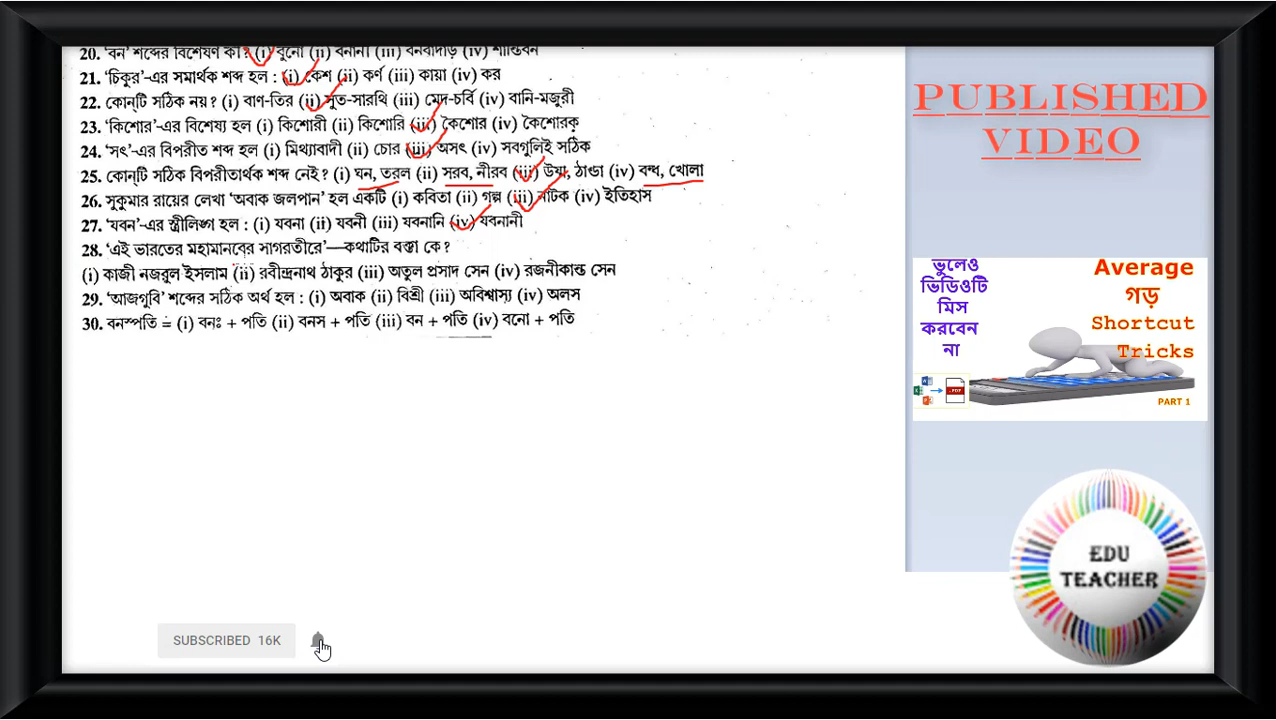 20. 'বন' শব্দের বিশেষণ কী? (i) বুনো (ii) বনানী (iii) বনবাদাড় (iv) শান্তিবন
21. 'চিকুর'-এর সমার্থক শব্দ হল : (i) কেশ (ii) কর্ণ (iii) কায়া (iv) কর
22. কোন্‌টি সঠিক নয়? (i) বাণ-তির (ii) সূত-সারথি (iii) মেদ-চর্বি (iv) বানি-মজুরী
23. 'কিশোর'-এর বিশেষ্য হল (i) কিশোরী (ii) কিশোরি (iii) কৈশোর (iv) কৈশোরক
24. 'সৎ'-এর বিপরীত শব্দ হল (i) মিথ্যাবাদী (ii) চোর (iii) অসৎ (iv) সবগুলিই সঠিক
25. কোন্‌টি সঠিক বিপরীতার্থক শব্দ নেই? (i) ঘন, তরল (ii) সরব, নীরব (iii) উষা, ঠাণ্ডা (iv) বন্ধ, খোলা
26. সুকুমার রায়ের লেখা 'অবাক জলপান' হল একটি (i) কবিতা (ii) গল্প (iii) নাটক (iv) ইতিহাস
27. 'যবন'-এর স্ত্রীলিঙ্গ হল : (i) যবনা (ii) যবনী (iii) যবনানি (iv) যবনানী
28. 'এই ভারতের মহামানবের সাগরতীরে'—কথাটির বক্তা কে?
(i) কাজী নজরুল ইসলাম (ii) রবীন্দ্রনাথ ঠাকুর (iii) অতুল প্রসাদ সেন (iv) রজনীকান্ত সেন
29. 'আজগুবি' শব্দের সঠিক অর্থ হল : (i) অবাক (ii) বিশ্রী (iii) অবিশ্বাস্য (iv) অলস
30. বনস্পতি = (i) বনঃ + পতি (ii) বনস + পতি (iii) বন + পতি (iv) বনো + পতি
SUBSCRIBED 16K
PUBLISHED
VIDEO
ভুলেও
ভিডিওটি
মিস
করবেন
না
Average
গড়
Shortcut
Tricks
PART 1
EDU
TEACHER